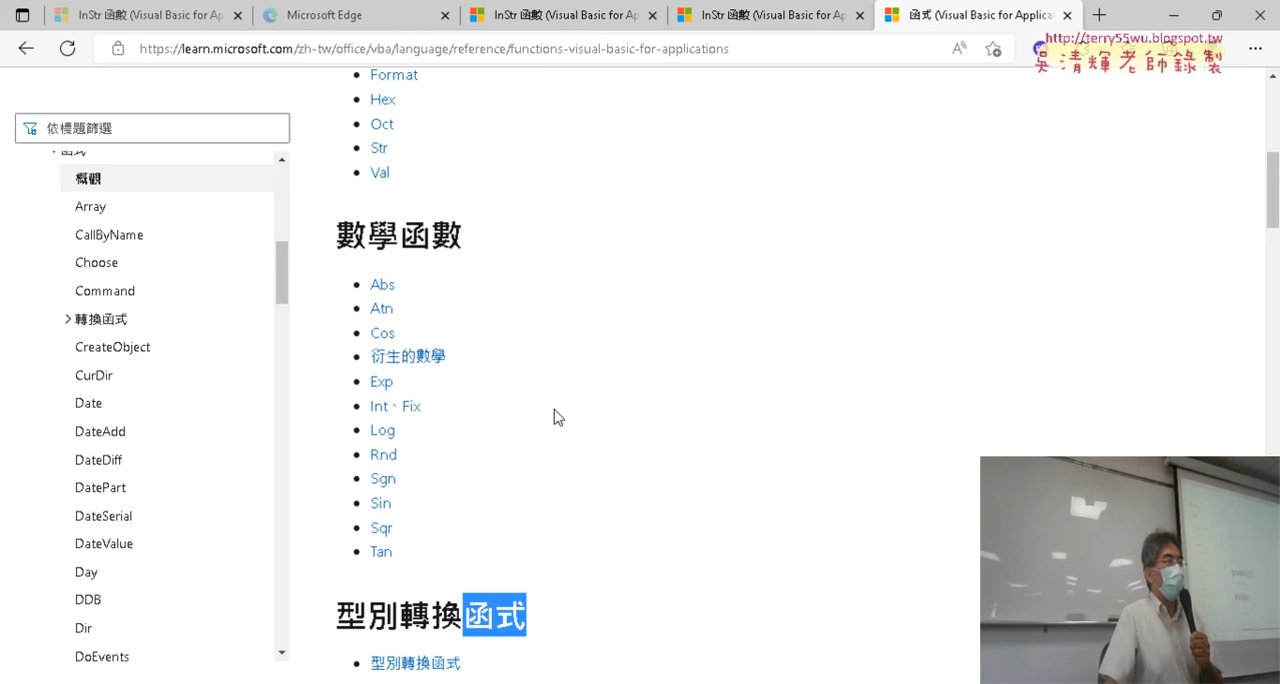 InStr 函數 (Visual Basic for Ap
Microsoft Edge
InStr 函數 (Visual Basic for Ap
InStr 函數 (Visual Basic for Ap
函式 (Visual Basic for Applica
https://learn.microsoft.com/zh-tw/office/vba/language/reference/functions-visual-basic-for-applications
http://terry55wu.blogspot.tw
吳清輝老師錄製
依標題篩選
函式
概觀
Array
CallByName
Choose
Command
轉換函式
CreateObject
CurDir
Date
DateAdd
DateDiff
DatePart
DateSerial
DateValue
Day
DDB
Dir
DoEvents
Format
Hex
Oct
Str
Val
數學函數
Abs
Atn
Cos
衍生的數學
Exp
Int、Fix
Log
Rnd
Sgn
Sin
Sqr
Tan
型別轉換函式
型別轉換函式